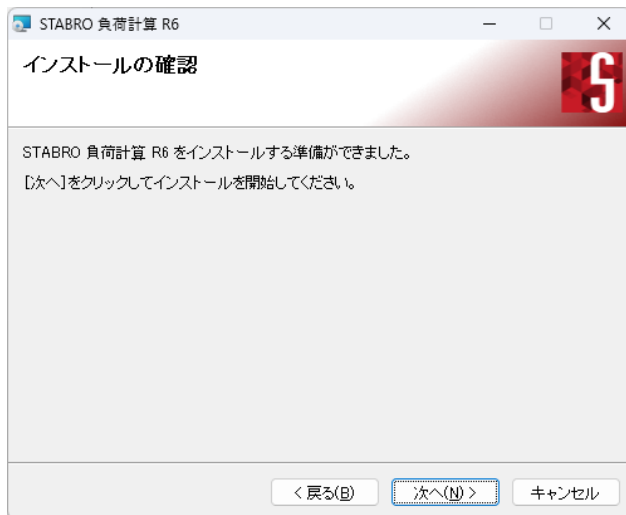 STABRO 負荷計算 R6
インストールの確認
S
STABRO 負荷計算 R6 をインストールする準備ができました。
[次へ]をクリックしてインストールを開始してください。
< 戻る(B)
次へ(N) >
キャンセル